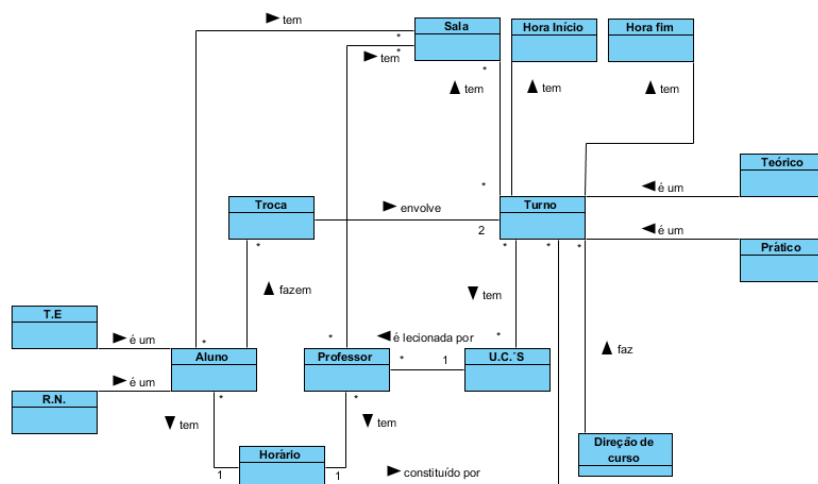 tem
Sala
Hora Início
Hora fim
*
*
tem
*
tem
tem
tem
Teórico
é um
*
Troca
envolve
Turno
2
é um
Prático
*
*
*
*
fazem
tem
T.E
é um
*
*
é lecionada por
*
faz
Aluno
Professor
*
1
U.C.´S
é um
R.N.
*
*
tem
tem
Direção de
curso
Horário
1
1
constituído por